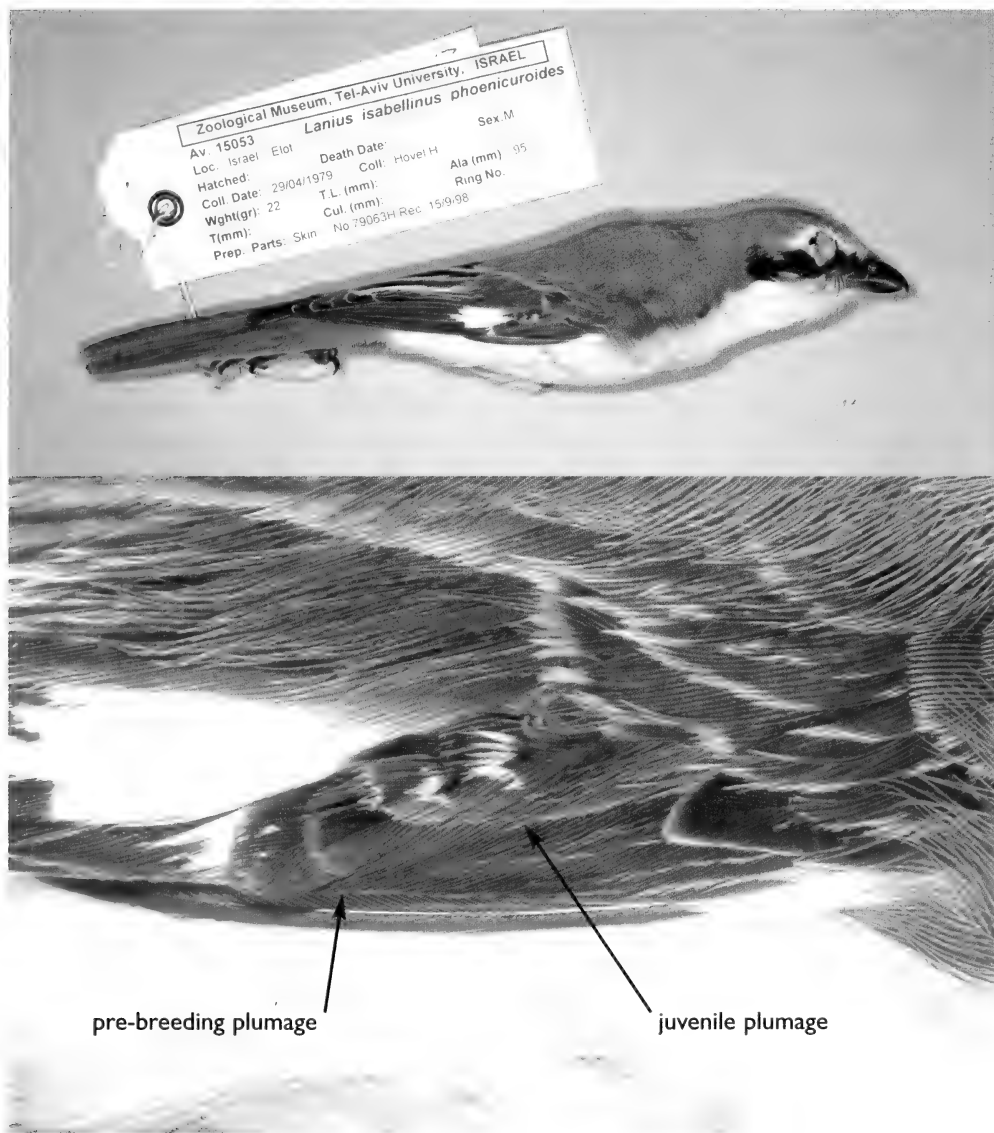 Zoological Museum, Tel-Aviv University, ISRAEL
Av. 15053 Lanius isabellinus phoenicuroides
Loc. Israel Elot Sex.M
Hatched: Death Date:
Coll. Date: 29/04/1979 Coll: Hovel H Ala (mm) 95
Wght(gr): 22 T.L. (mm): Ring No.
T(mm): Cul. (mm):
Prep. Parts: Skin No 79063H Rec. 15/9/98
pre-breeding plumage
juvenile plumage